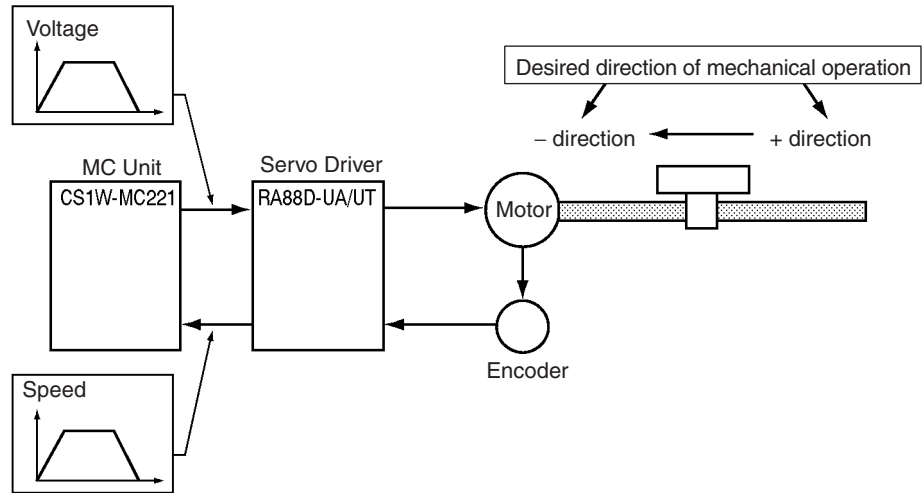 Voltage
Desired direction of mechanical operation
– direction
+ direction
MC Unit
Servo Driver
CS1W-MC221
RA88D-UA/UT
Motor
Encoder
Speed